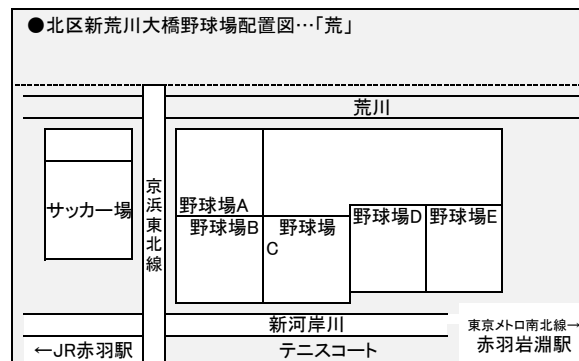 ●北区新荒川大橋野球場配置図…「荒」
荒川
京浜東北線
サッカー場
野球場A
野球場B
野球場
C
野球場D
野球場E
新河岸川
←JR赤羽駅
テニスコート
東京メトロ南北線→
赤羽岩淵駅